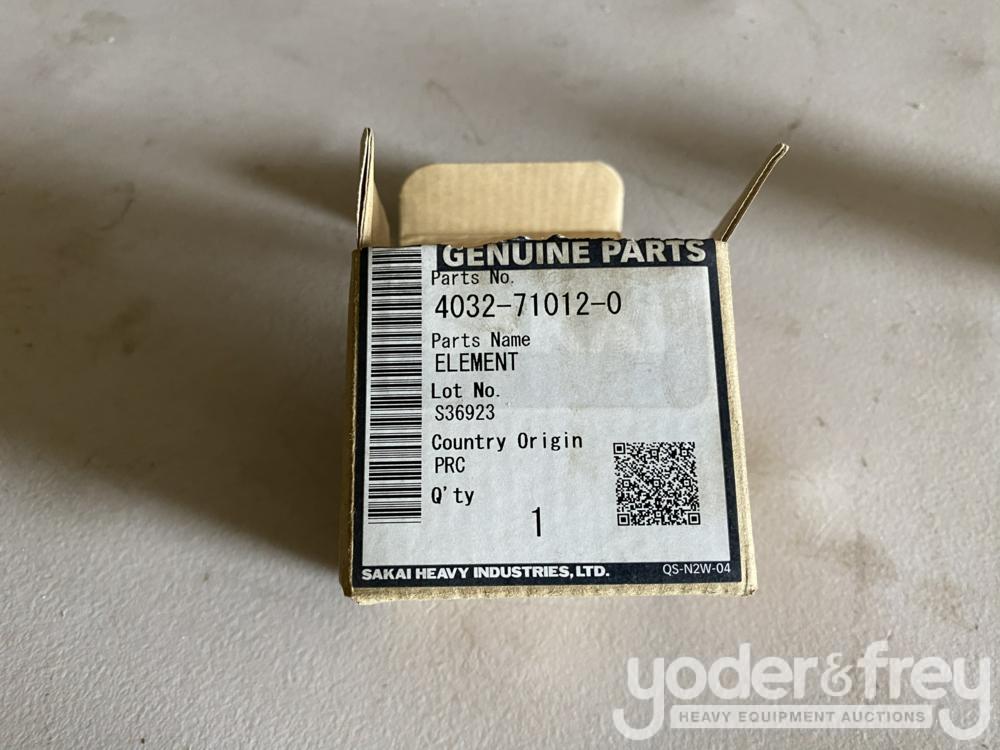 GENUINE PARTS
Parts No.
4032-71012-0
Parts Name
ELEMENT
Lot No.
S36923
Country Origin
PRC
Q'ty
1
SAKAI HEAVY INDUSTRIES, LTD.
QS-N2W-04
yoder&frey
HEAVY EQUIPMENT AUCTIONS